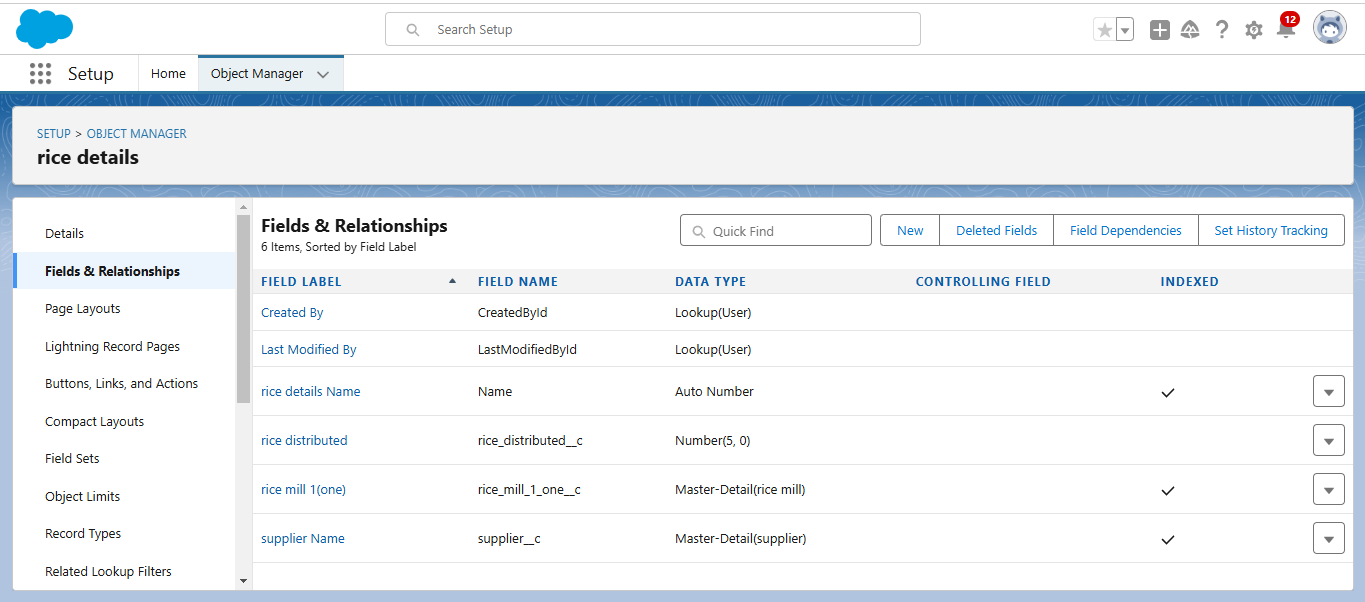 Search Setup
12
Setup
Home
Object Manager
SETUP > OBJECT MANAGER
rice details
Details
Fields & Relationships
Page Layouts
Lightning Record Pages
Buttons, Links, and Actions
Compact Layouts
Field Sets
Object Limits
Record Types
Related Lookup Filters
Fields & Relationships
6 Items, Sorted by Field Label
Quick Find
New
Deleted Fields
Field Dependencies
Set History Tracking
FIELD LABEL FIELD NAME DATA TYPE CONTROLLING FIELD INDEXED
Created By CreatedById Lookup(User)
Last Modified By LastModifiedById Lookup(User)
rice details Name Name Auto Number
rice distributed rice_distributed__c Number(5, 0)
rice mill 1(one) rice_mill_1_one__c Master-Detail(rice mill)
supplier Name supplier__c Master-Detail(supplier)